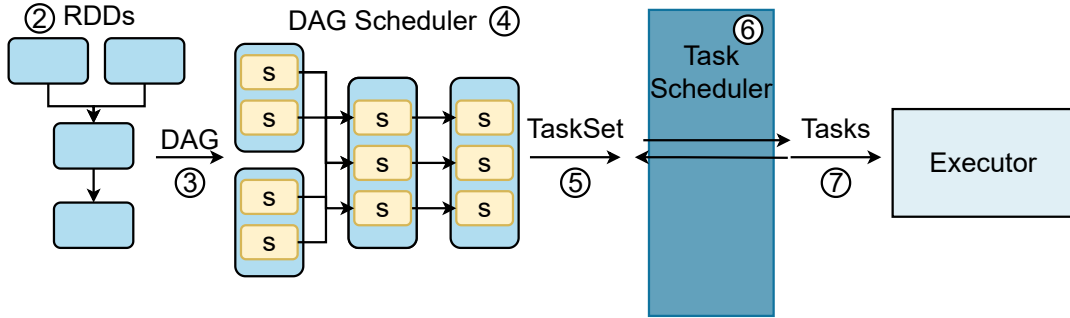 ② RDDs
DAG Scheduler ④
⑥
Task
Scheduler
s
s
s
s
s
s
s
s
s
s
DAG
③
TaskSet
⑤
Tasks
⑦
Executor